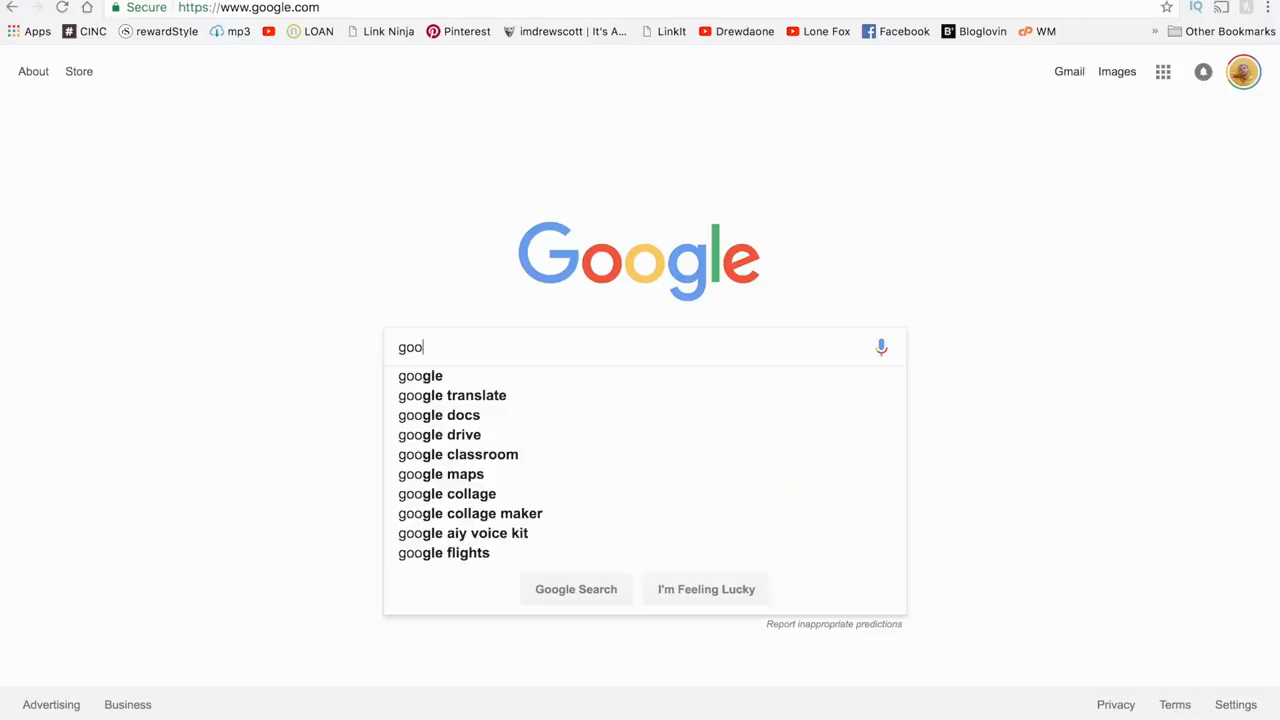 Secure https://www.google.com
Apps # CINC rewardStyle mp3 LOAN Link Ninja Pinterest imdrewscott | It's A... LinkIt Drewdaone Lone Fox Facebook Bloglovin WM » Other Bookmarks
About Store Gmail Images
Google
goo
google
google translate
google docs
google drive
google classroom
google maps
google collage
google collage maker
google aiy voice kit
google flights
Google Search I'm Feeling Lucky
Report inappropriate predictions
Advertising Business Privacy Terms Settings